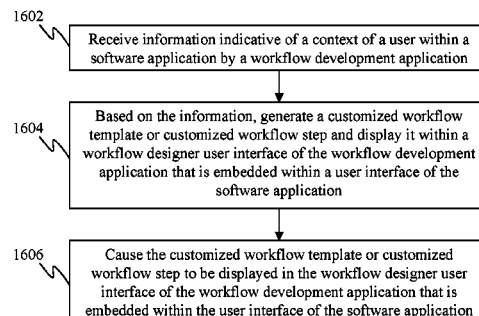 1602
Receive information indicative of a context of a user within a
software application by a workflow development application
1604
Based on the information, generate a customized workflow
template or customized workflow step and display it within a
workflow designer user interface of the workflow development
application that is embedded within a user interface of the
software application
1606
Cause the customized workflow template or customized
workflow step to be displayed in the workflow designer user
interface of the workflow development application that is
embedded within the user interface of the software application